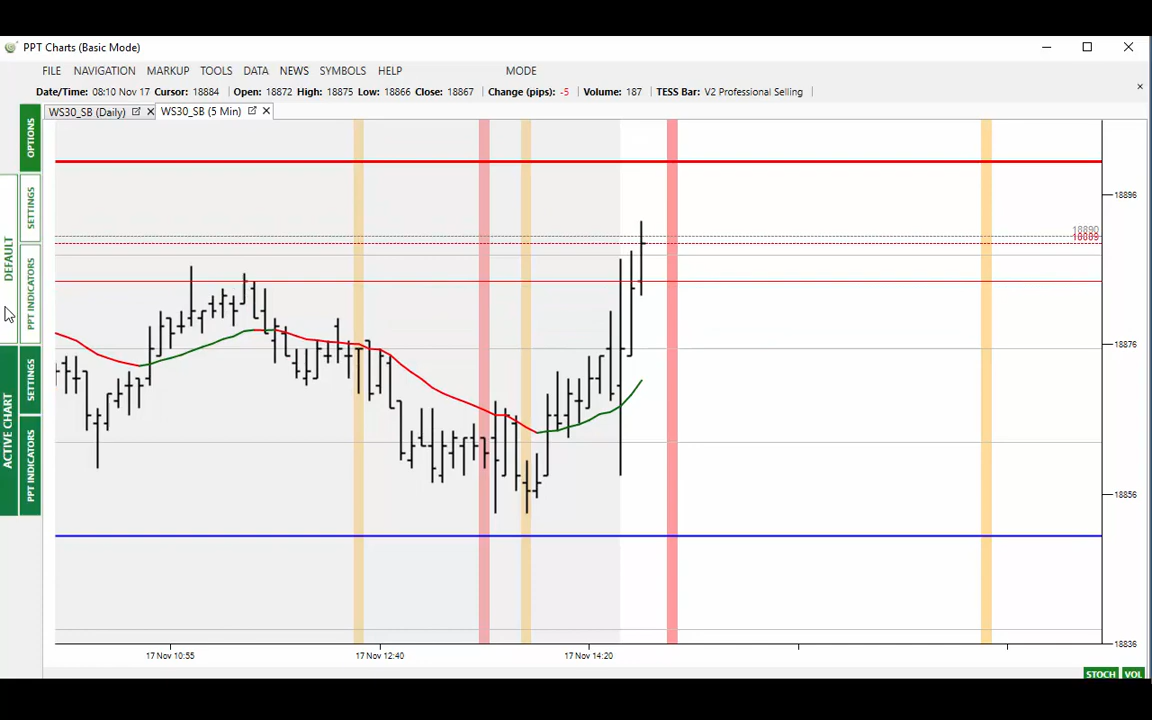 PPT Charts (Basic Mode)
FILE NAVIGATION MARKUP TOOLS DATA NEWS SYMBOLS HELP MODE
Date/Time: 08:10 Nov 17 Cursor: 18884 Open: 18872 High: 18875 Low: 18866 Close: 18867 Change (pips): -5 Volume: 187 TESS Bar: V2 Professional Selling
WS30_SB (Daily) WS30_SB (5 Min)
OPTIONS
SETTINGS
DEFAULT
PPT INDICATORS
SETTINGS
ACTIVE CHART
PPT INDICATORS
18896
18890
18889
18876
18856
18836
17 Nov 10:55 17 Nov 12:40 17 Nov 14:20
STOCH VOL